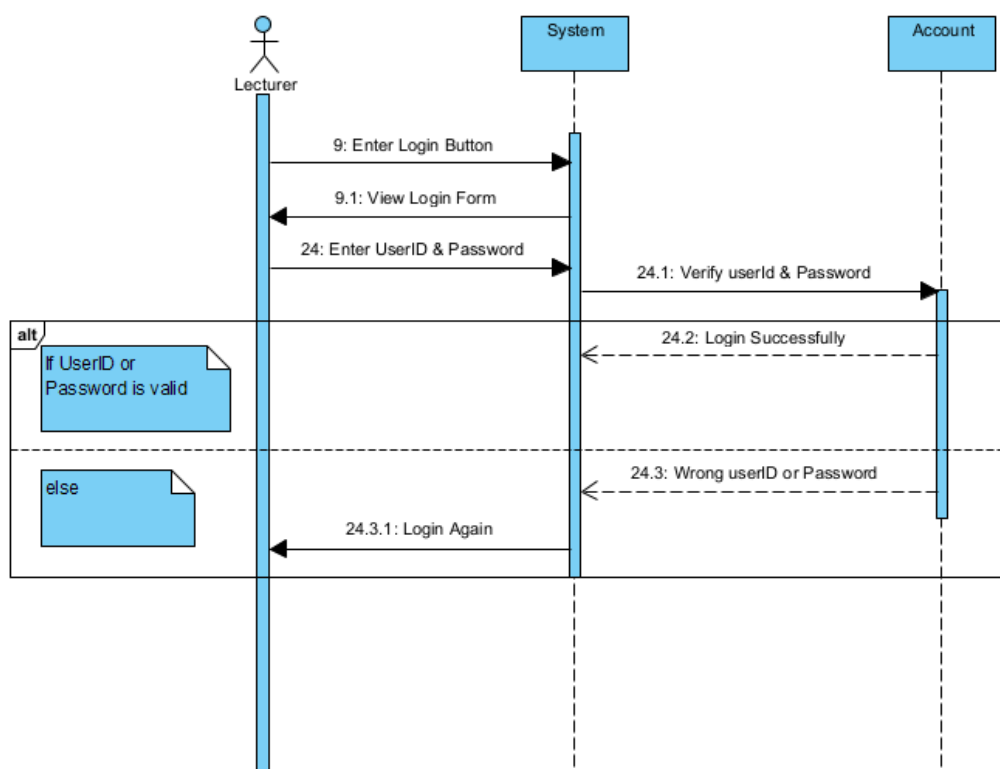 System
Account
Lecturer
9: Enter Login Button
9.1: View Login Form
24: Enter UserID & Password
24.1: Verify userId & Password
alt
24.2: Login Successfully
If UserID or
Password is valid
24.3: Wrong userID or Password
else
24.3.1: Login Again